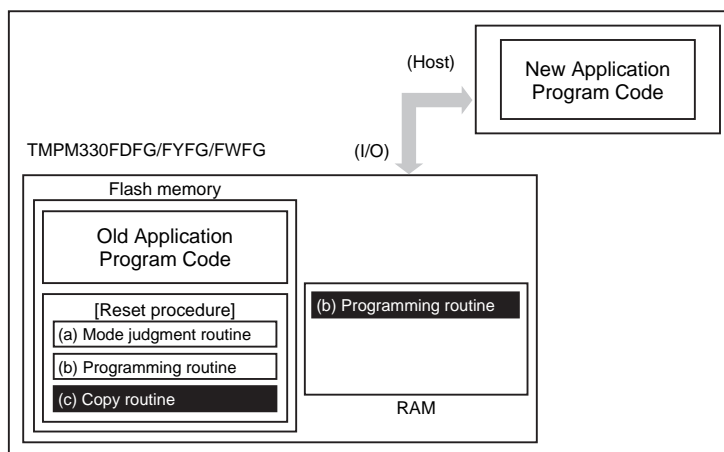 (Host)
New Application
Program Code
TMPM330FDFG/FYFG/FWFG
(I/O)
Flash memory
Old Application
Program Code
[Reset procedure]
(a) Mode judgment routine
(b) Programming routine
(c) Copy routine
(b) Programming routine
RAM